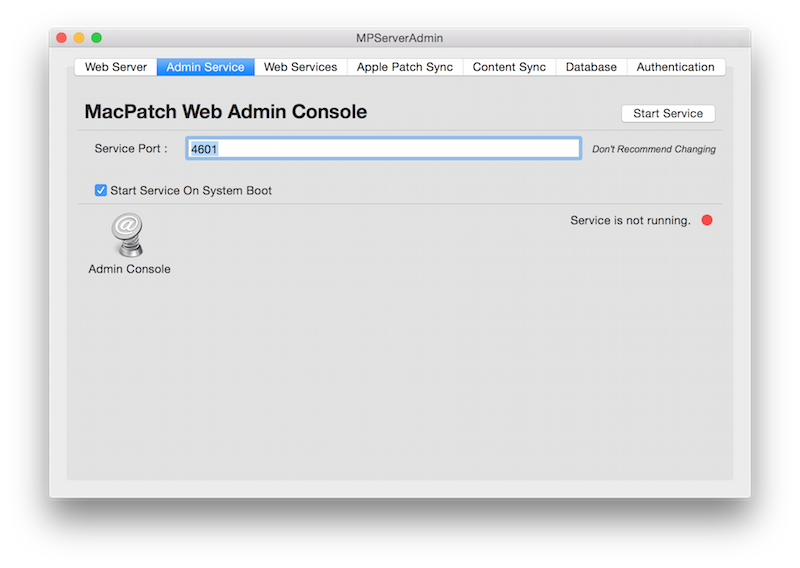 MPServerAdmin
Web Server Admin Service Web Services Apple Patch Sync Content Sync Database Authentication
MacPatch Web Admin Console Start Service
Service Port : 4601 Don't Recommend Changing
Start Service On System Boot
Service is not running.
@
Admin Console